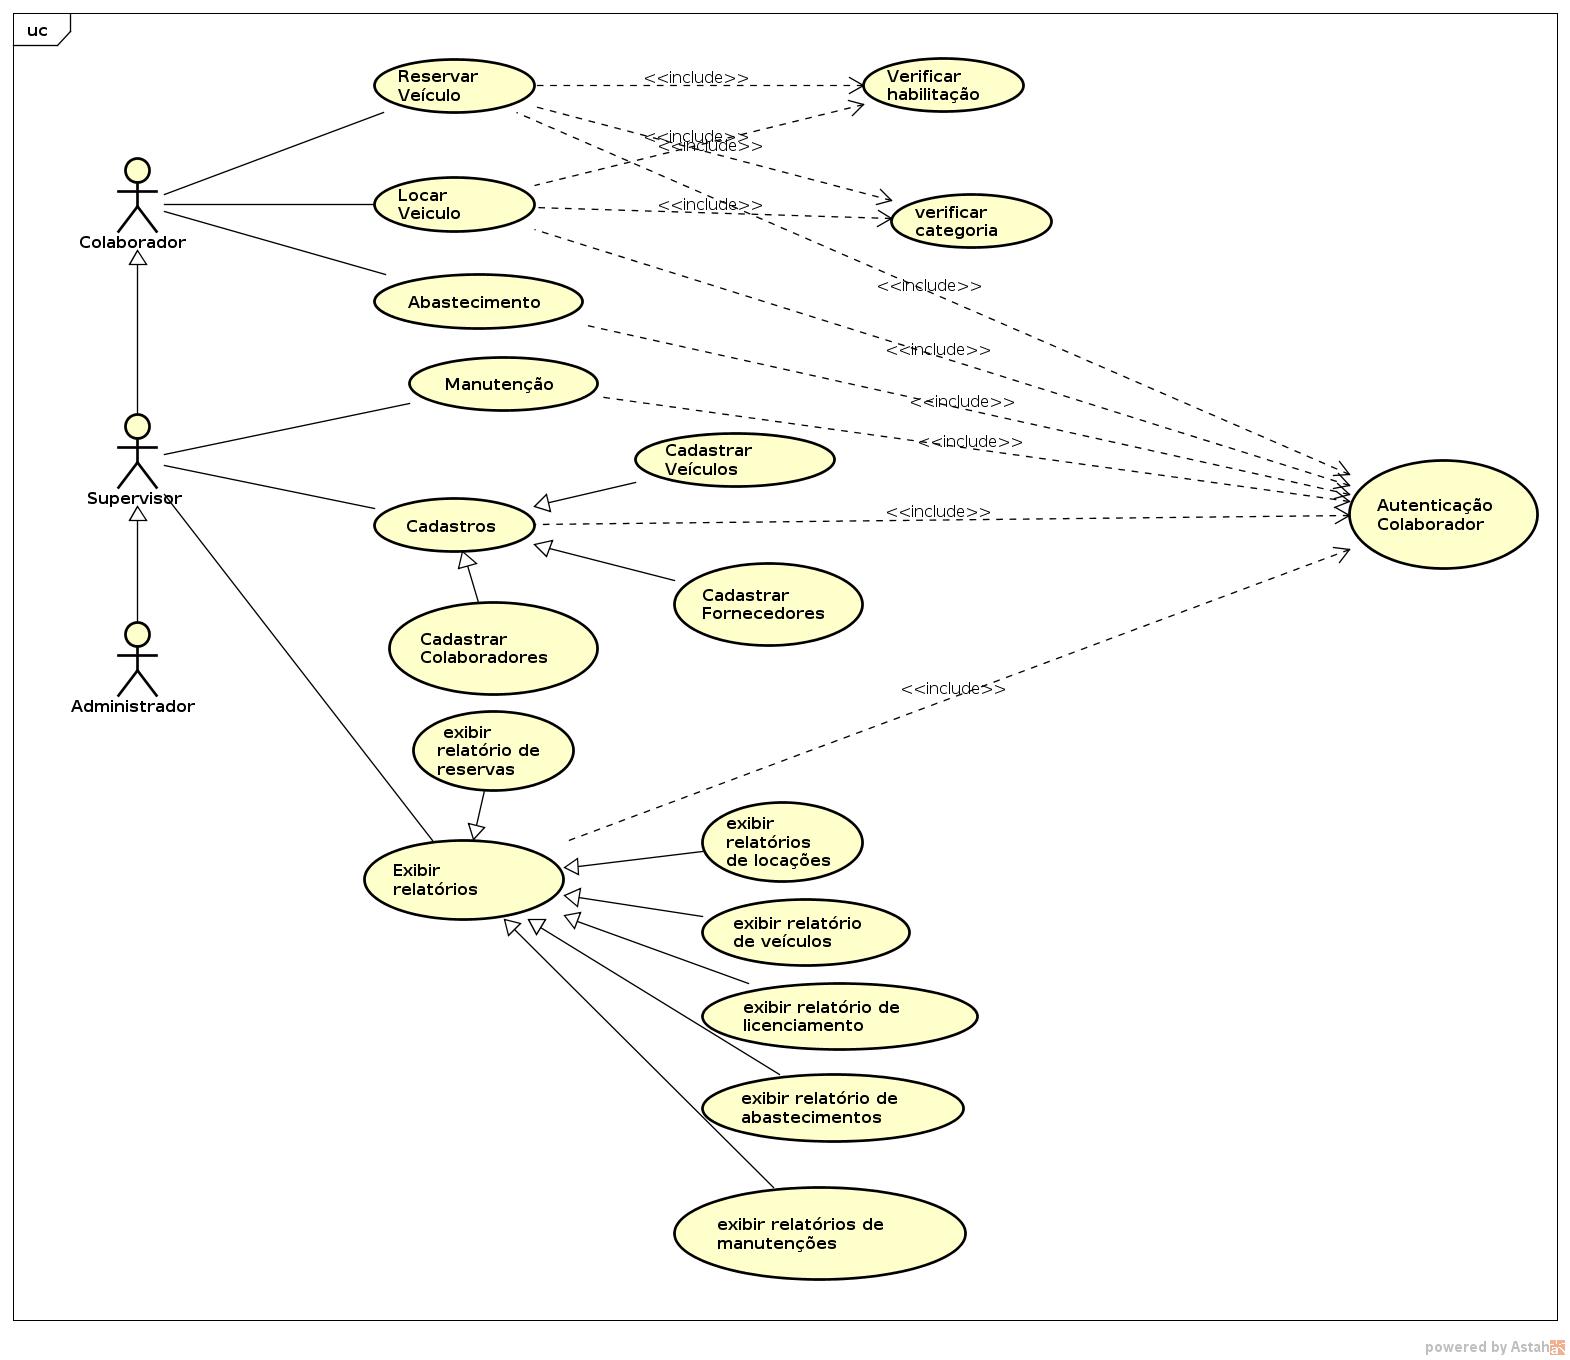 uc
Reservar
Veículo
<<include>>
Verificar
habilitação
<<include>>
<<include>>
Locar
Veiculo
<<include>>
verificar
categoria
Colaborador
<<include>>
Abastecimento
<<include>>
Manutenção
<<include>>
<<include>>
Cadastrar
Veículos
Supervisor
Cadastros
<<include>>
Autenticação
Colaborador
Cadastrar
Fornecedores
Cadastrar
Colaboradores
<<include>>
Administrador
exibir
relatório de
reservas
exibir
relatórios
de locações
Exibir
relatórios
exibir relatório
de veículos
exibir relatório de
licenciamento
exibir relatório de
abastecimentos
exibir relatórios de
manutenções
powered by Astah